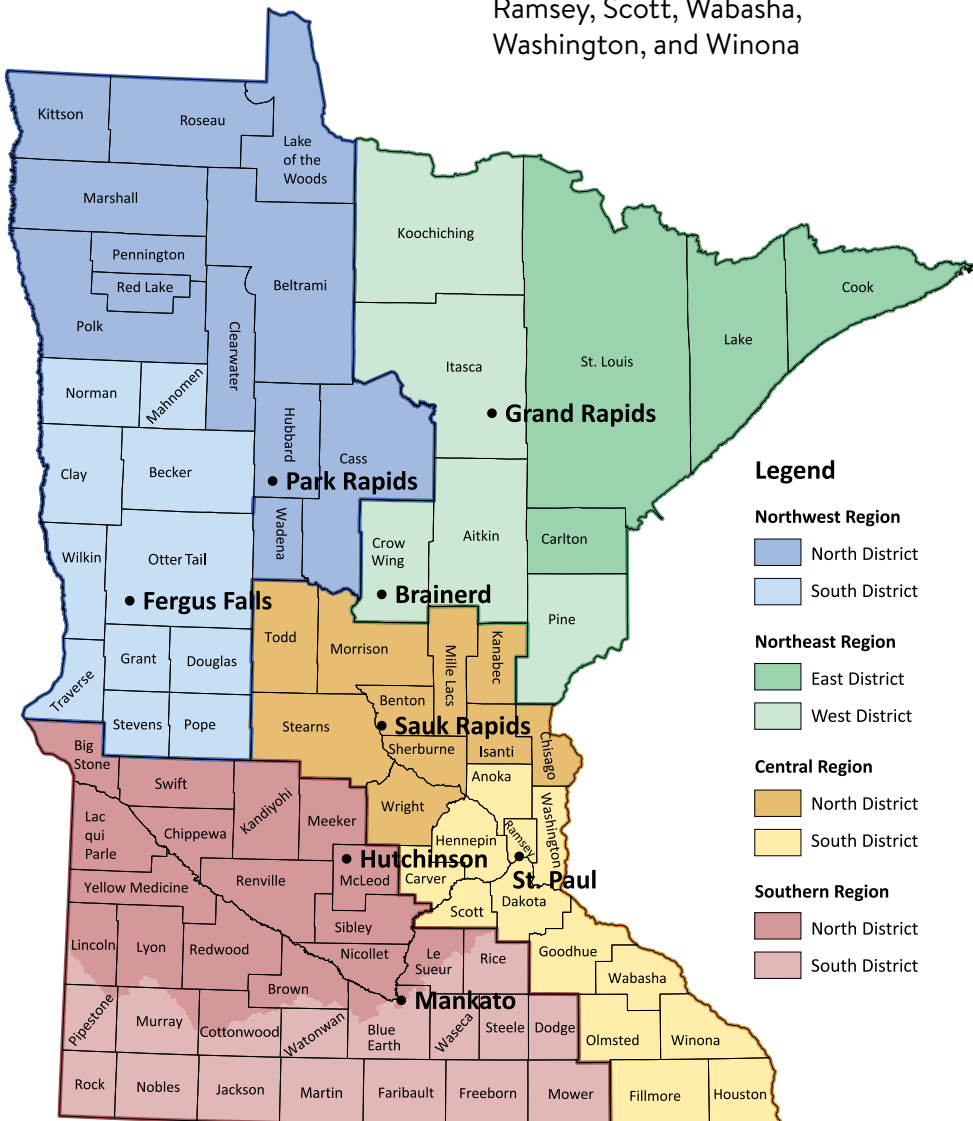 Ramsey, Scott, Wabasha,
Washington, and Winona
Kittson
Roseau
Lake
of the
Woods
Marshall
Pennington
Red Lake
Polk
Clearwater
Beltrami
Koochiching
Itasca
St. Louis
Lake
Cook
Norman
Mahnomen
Hubbard
Cass
Grand Rapids
Clay
Becker
Park Rapids
Wadena
Crow
Wing
Aitkin
Carlton
Wilkin
Otter Tail
Fergus Falls
Brainerd
Pine
Todd
Morrison
Mille Lacs
Kanabec
Grant
Douglas
Traverse
Stevens
Pope
Stearns
Benton
Sauk Rapids
Sherburne
Isanti
Chisago
Big
Stone
Swift
Kandiyohi
Meeker
Wright
Anoka
Washington
Lac
qui
Parle
Chippewa
Hennepin
Ramsey
Hutchinson
McLeod
Carver
St. Paul
Yellow Medicine
Renville
Scott
Dakota
Sibley
Lincoln
Lyon
Redwood
Nicollet
Le
Sueur
Rice
Goodhue
Wabasha
Brown
Mankato
Pipestone
Murray
Cottonwood
Watonwan
Blue
Earth
Waseca
Steele
Dodge
Olmsted
Winona
Rock
Nobles
Jackson
Martin
Faribault
Freeborn
Mower
Fillmore
Houston
Legend
Northwest Region
North District
South District
Northeast Region
East District
West District
Central Region
North District
South District
Southern Region
North District
South District